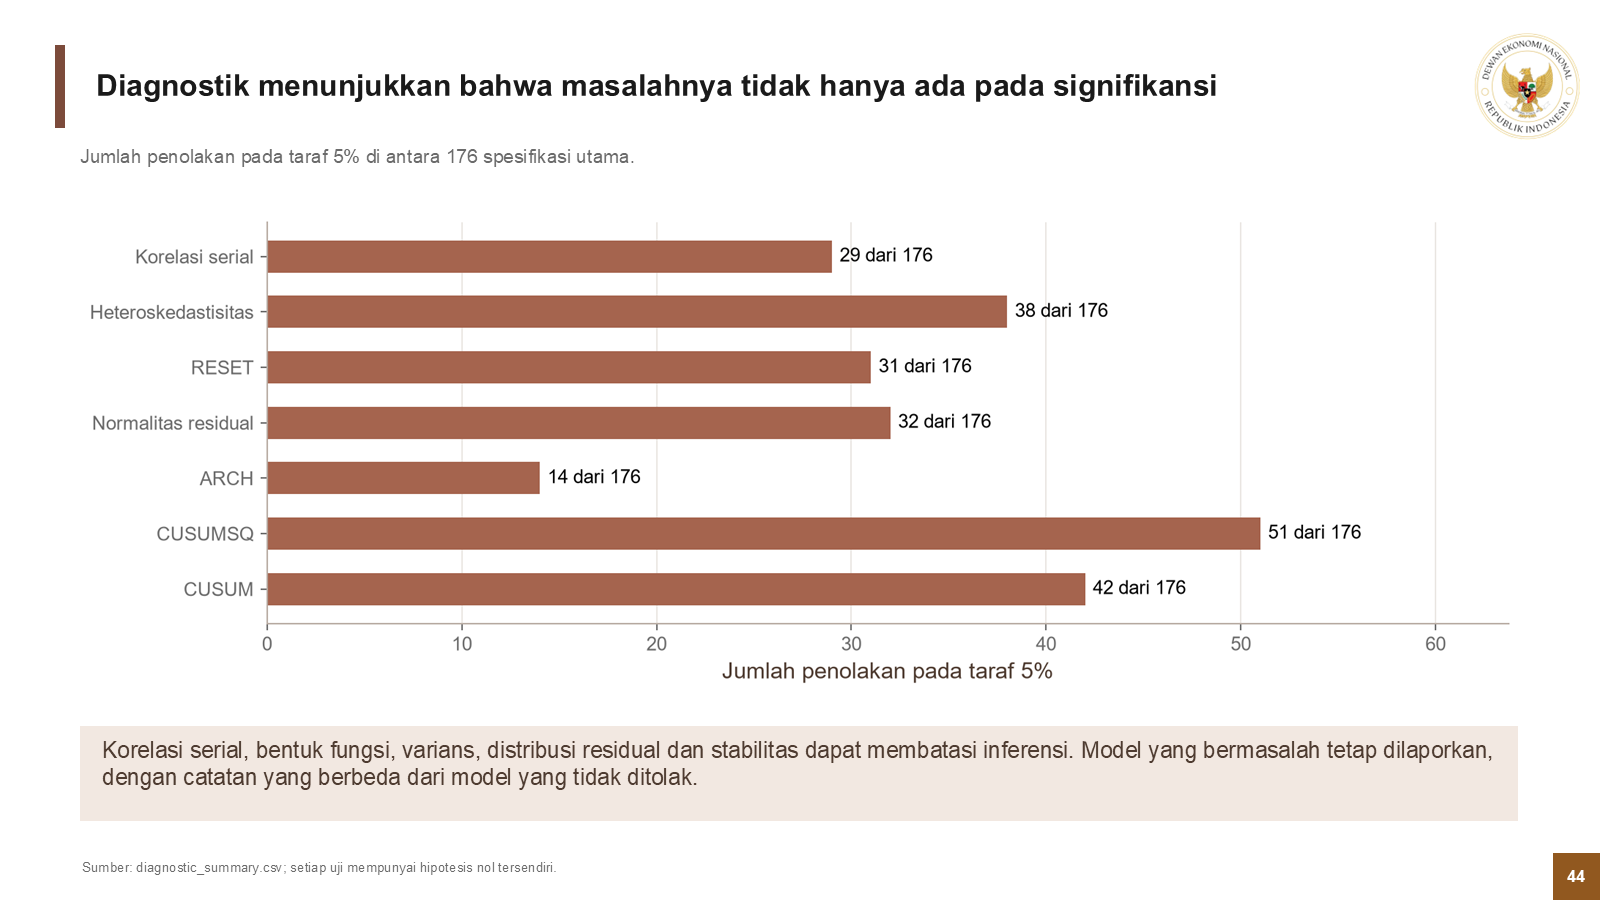 Diagnostik menunjukkan bahwa masalahnya tidak hanya ada pada signifikansi
DEWAN EKONOMI NASIONAL
REPUBLIK INDONESIA
Jumlah penolakan pada taraf 5% di antara 176 spesifikasi utama.
Korelasi serial
29 dari 176
Heteroskedastisitas
38 dari 176
RESET
31 dari 176
Normalitas residual
32 dari 176
ARCH
14 dari 176
CUSUMSQ
51 dari 176
CUSUM
42 dari 176
0 10 20 30 40 50 60
Jumlah penolakan pada taraf 5%
Korelasi serial, bentuk fungsi, varians, distribusi residual dan stabilitas dapat membatasi inferensi. Model yang bermasalah tetap dilaporkan,
dengan catatan yang berbeda dari model yang tidak ditolak.
Sumber: diagnostic_summary.csv; setiap uji mempunyai hipotesis nol tersendiri.
44